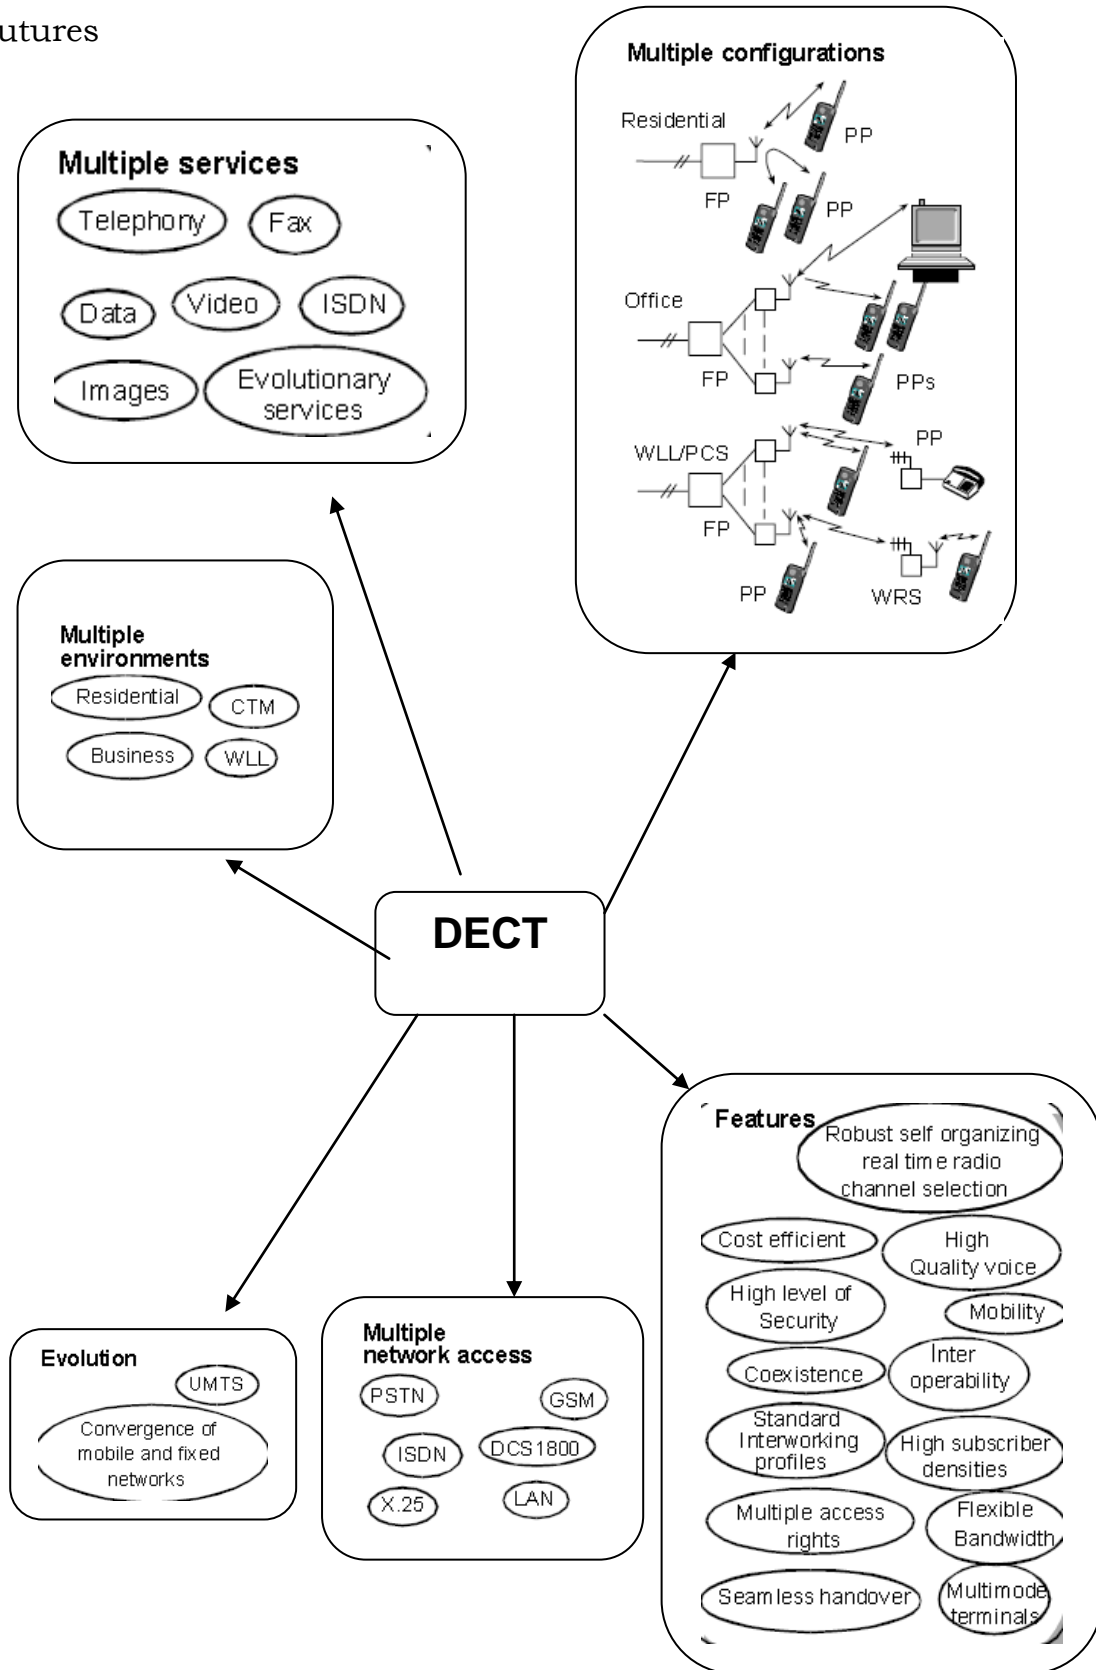 utures
Multiple configurations
Residential
PP
FP
PP
Office
FP
PPs
WLL/PCS
PP
FP
PP
WRS
Multiple services
Telephony
Fax
Data
Video
ISDN
Images
Evolutionary
services
Multiple
environments
Residential
CTM
Business
WLL
DECT
Features
Robust self organizing
real time radio
channel selection
Cost efficient
High
Quality voice
High level of
Security
Mobility
Coexistence
Inter
operability
Standard
Interworking
profiles
High subscriber
densities
Multiple access
rights
Flexible
Bandwidth
Seamless handover
Multimode
terminals
Evolution
UMTS
Convergence of
mobile and fixed
networks
Multiple
network access
PSTN
GSM
ISDN
DCS1800
X.25
LAN